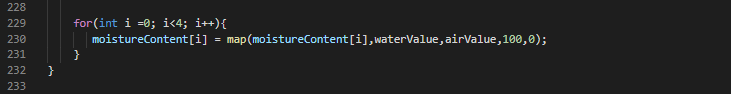 228
229 for(int i =0; i<4; i++){
230 moistureContent[i] = map(moistureContent[i],waterValue,airValue,100,0);
231 }
232 }
233